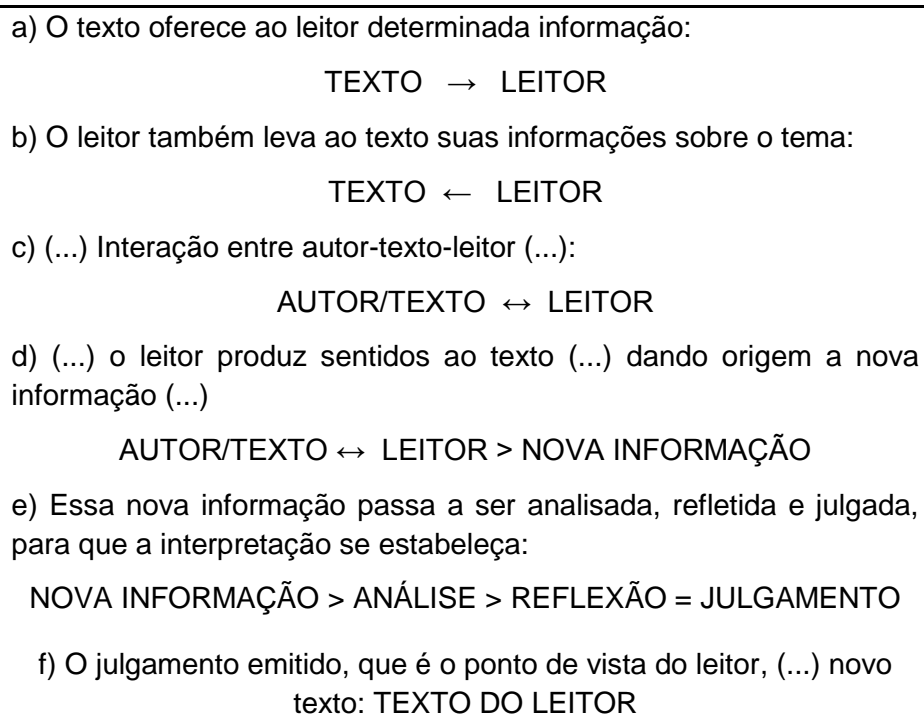 a) O texto oferece ao leitor determinada informação:
TEXTO → LEITOR
b) O leitor também leva ao texto suas informações sobre o tema:
TEXTO ← LEITOR
c) (...) Interação entre autor-texto-leitor (...):
AUTOR/TEXTO ↔ LEITOR
d) (...) o leitor produz sentidos ao texto (...) dando origem a nova
informação (...)
AUTOR/TEXTO ↔ LEITOR > NOVA INFORMAÇÃO
e) Essa nova informação passa a ser analisada, refletida e julgada,
para que a interpretação se estabeleça:
NOVA INFORMAÇÃO > ANÁLISE > REFLEXÃO = JULGAMENTO
f) O julgamento emitido, que é o ponto de vista do leitor, (...) novo
texto: TEXTO DO LEITOR